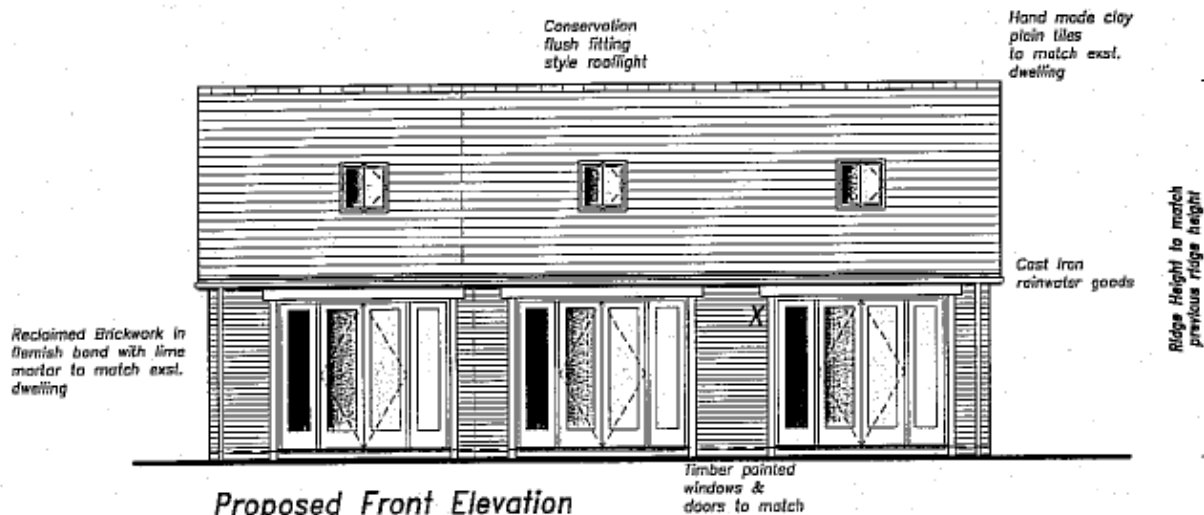 Conservation
flush fitting
style rooflight
Hand made clay
plain tiles
to match exst.
dwelling
Ridge Height to match
previous ridge height
Cast iron
rainwater goods
Reclaimed Brickwork in
flemish bond with lime
mortar to match exst.
dwelling
X
Timber painted
windows &
doors to match
Proposed Front Elevation